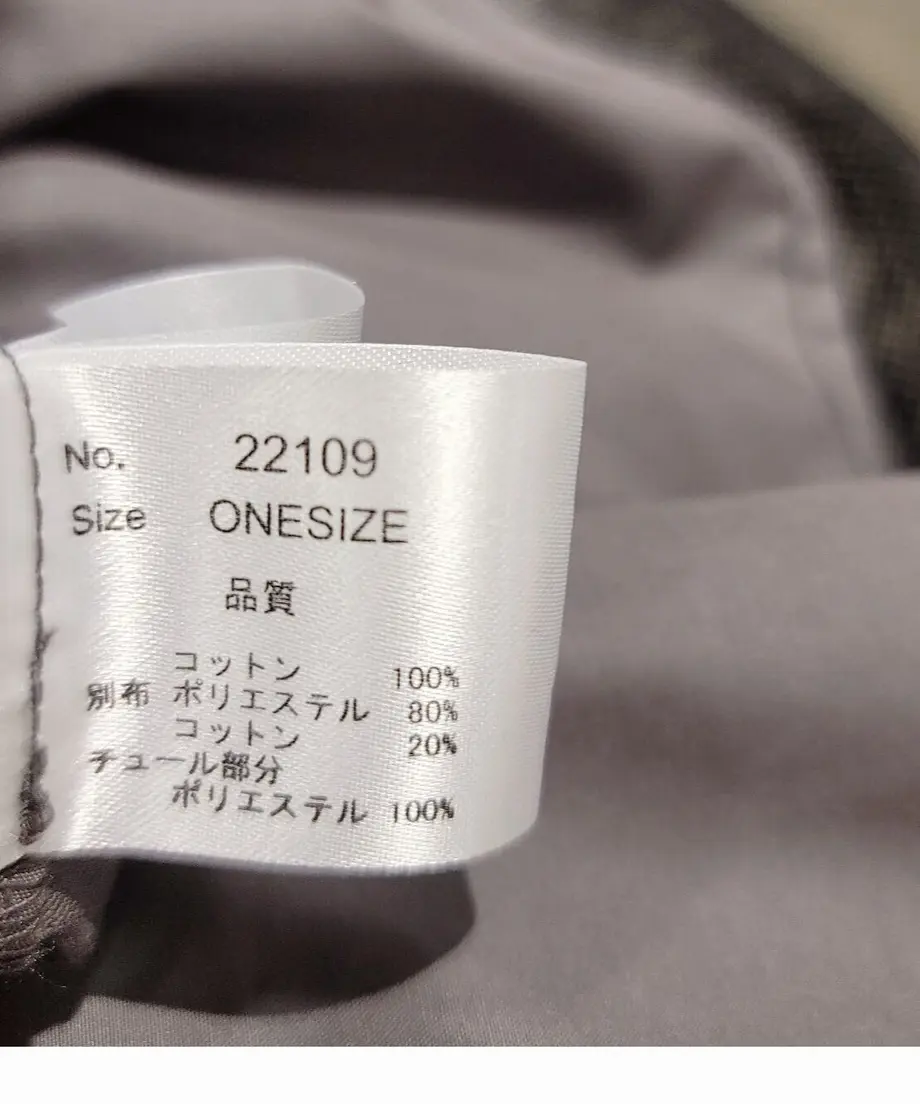 No. 22109
Size ONESIZE
品質
コットン 100%
別布 ポリエステル 80%
コットン 20%
チュール部分
ポリエステル 100%